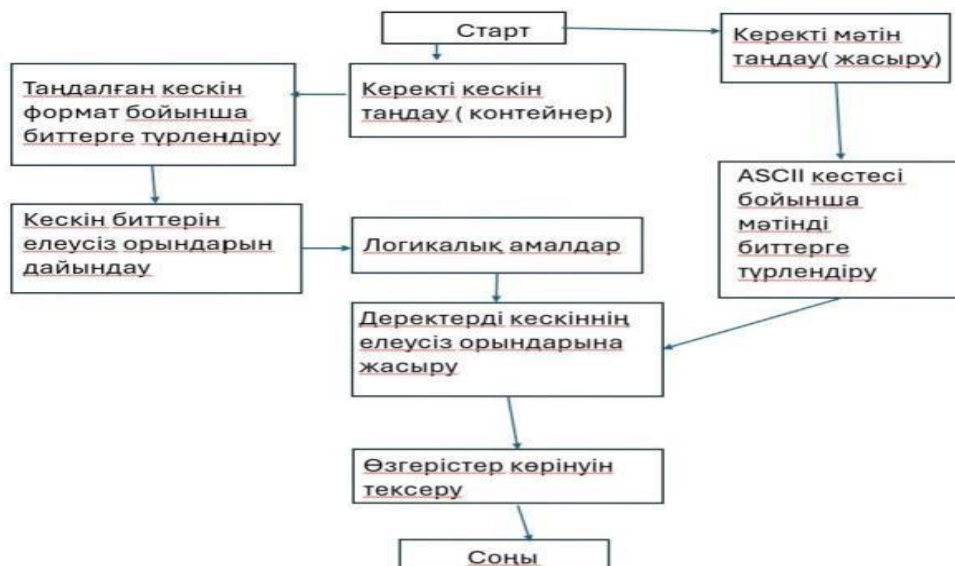 Старт
Керекті мәтін
таңдау( жасыру)
Керекті кескін
таңдау ( контейнер)
Таңдалған кескін
формат бойынша
биттерге түрлендіру
ASCII кестесі
бойынша
мәтінді
биттерге
түрлендіру
Кескін биттерін
елеусіз орындарын
дайындау
Логикалық амалдар
Деректерді кескіннің
елеусіз орындарына
жасыру
Өзгерістер көрінуін
тексеру
Соңы